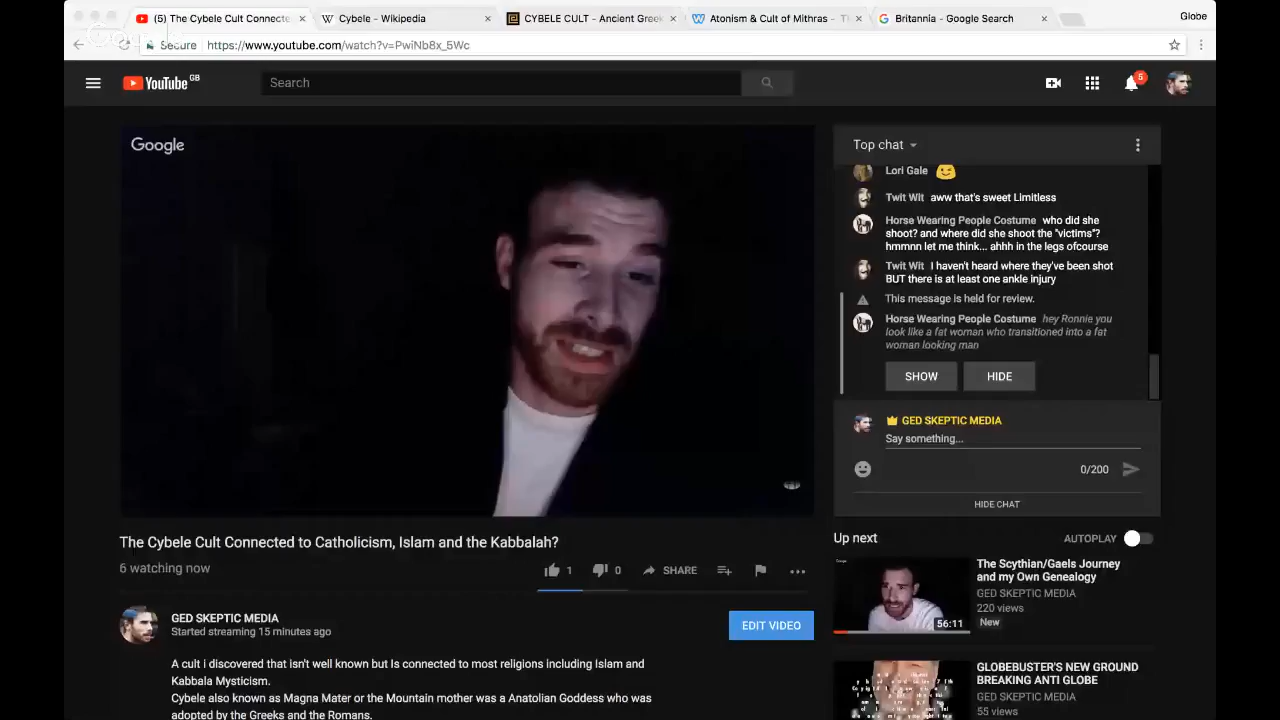 (5) The Cybele Cult Connecte
Cybele - Wikipedia
CYBELE CULT - Ancient Greek
Atonism & Cult of Mithras - T
Britannia - Google Search
Globe
Secure
https://www.youtube.com/watch?v=PwiNb8x_5Wc
YouTube GB
Search
5
Google
Top chat
Lori Gale
Twit Wit aww that's sweet Limitless
Horse Wearing People Costume who did she
shoot? and where did she shoot the "victims"?
hmmnn let me think... ahhh in the legs ofcourse
Twit Wit I haven't heard where they've been shot
BUT there is at least one ankle injury
This message is held for review.
Horse Wearing People Costume hey Ronnie you
look like a fat woman who transitioned into a fat
woman looking man
SHOW HIDE
GED SKEPTIC MEDIA
Say something...
0/200
HIDE CHAT
The Cybele Cult Connected to Catholicism, Islam and the Kabbalah?
6 watching now
1 0 SHARE
GED SKEPTIC MEDIA
Started streaming 15 minutes ago
EDIT VIDEO
A cult i discovered that isn't well known but Is connected to most religions including Islam and
Kabbala Mysticism.
Cybele also known as Magna Mater or the Mountain mother was a Anatolian Goddess who was
adopted by the Greeks and the Romans.
Up next
AUTOPLAY
The Scythian/Gaels Journey
and my Own Genealogy
GED SKEPTIC MEDIA
220 views
New
56:11
GLOBEBUSTER'S NEW GROUND
BREAKING ANTI GLOBE
GED SKEPTIC MEDIA
55 views